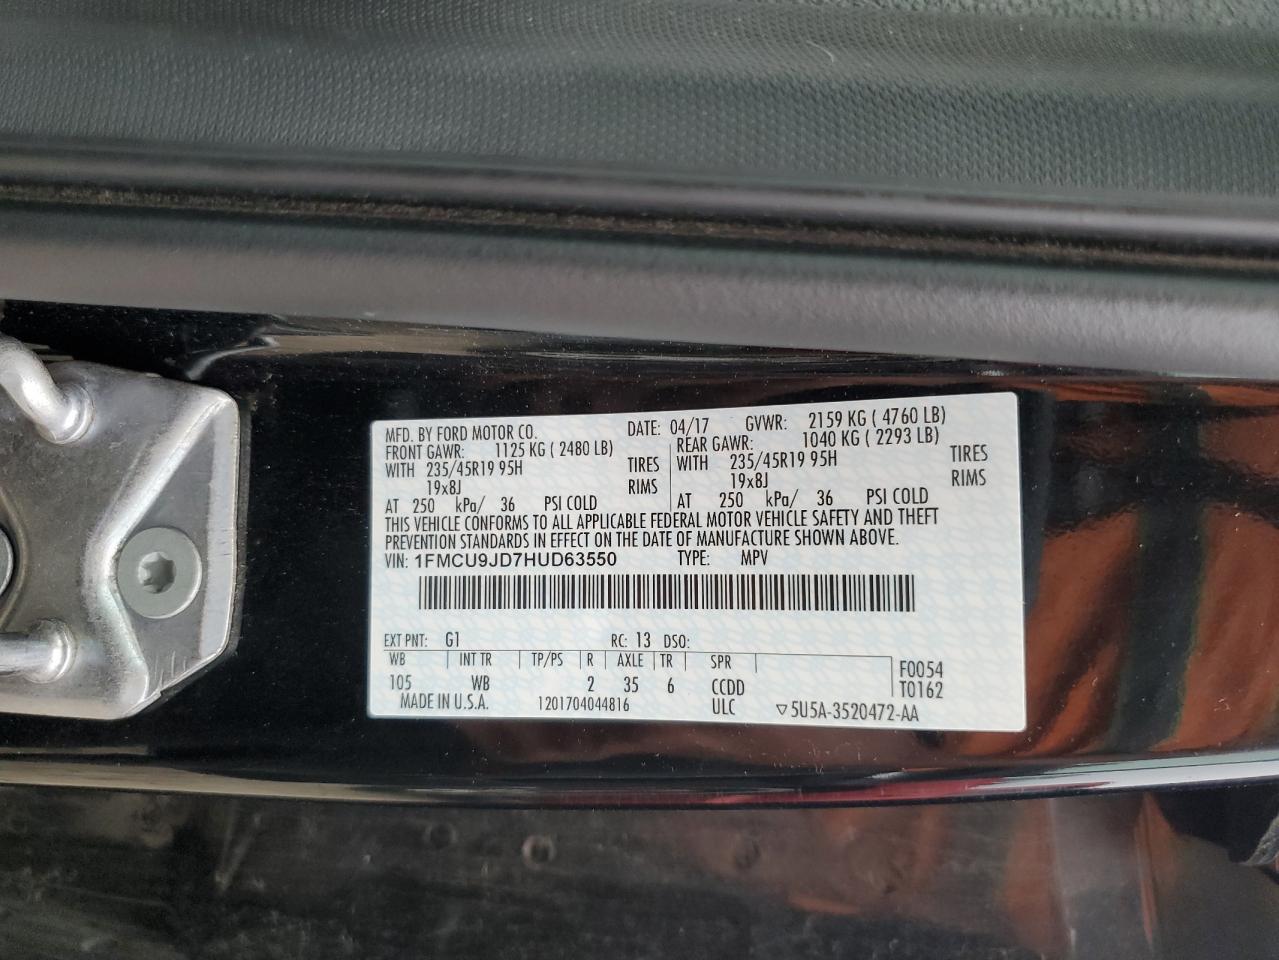 MFD. BY FORD MOTOR CO. DATE: 04/17 GVWR: 2159 KG ( 4760 LB)
FRONT GAWR: 1125 KG ( 2480 LB) REAR GAWR: 1040 KG ( 2293 LB)
WITH 235/45R19 95H TIRES WITH 235/45R19 95H TIRES
19x8J RIMS 19x8J RIMS
AT 250 kPa/ 36 PSI COLD AT 250 kPa/ 36 PSI COLD
THIS VEHICLE CONFORMS TO ALL APPLICABLE FEDERAL MOTOR VEHICLE SAFETY AND THEFT
PREVENTION STANDARDS IN EFFECT ON THE DATE OF MANUFACTURE SHOWN ABOVE.
VIN: 1FMCU9JD7HUD63550 TYPE: MPV
EXT PNT: G1 RC: 13 DSO:
WB INT TR TP/PS R AXLE TR SPR F0054
105 WB 2 35 6 CCDD T0162
MADE IN U.S.A. 1201704044816 ULC ▽5U5A-3520472-AA